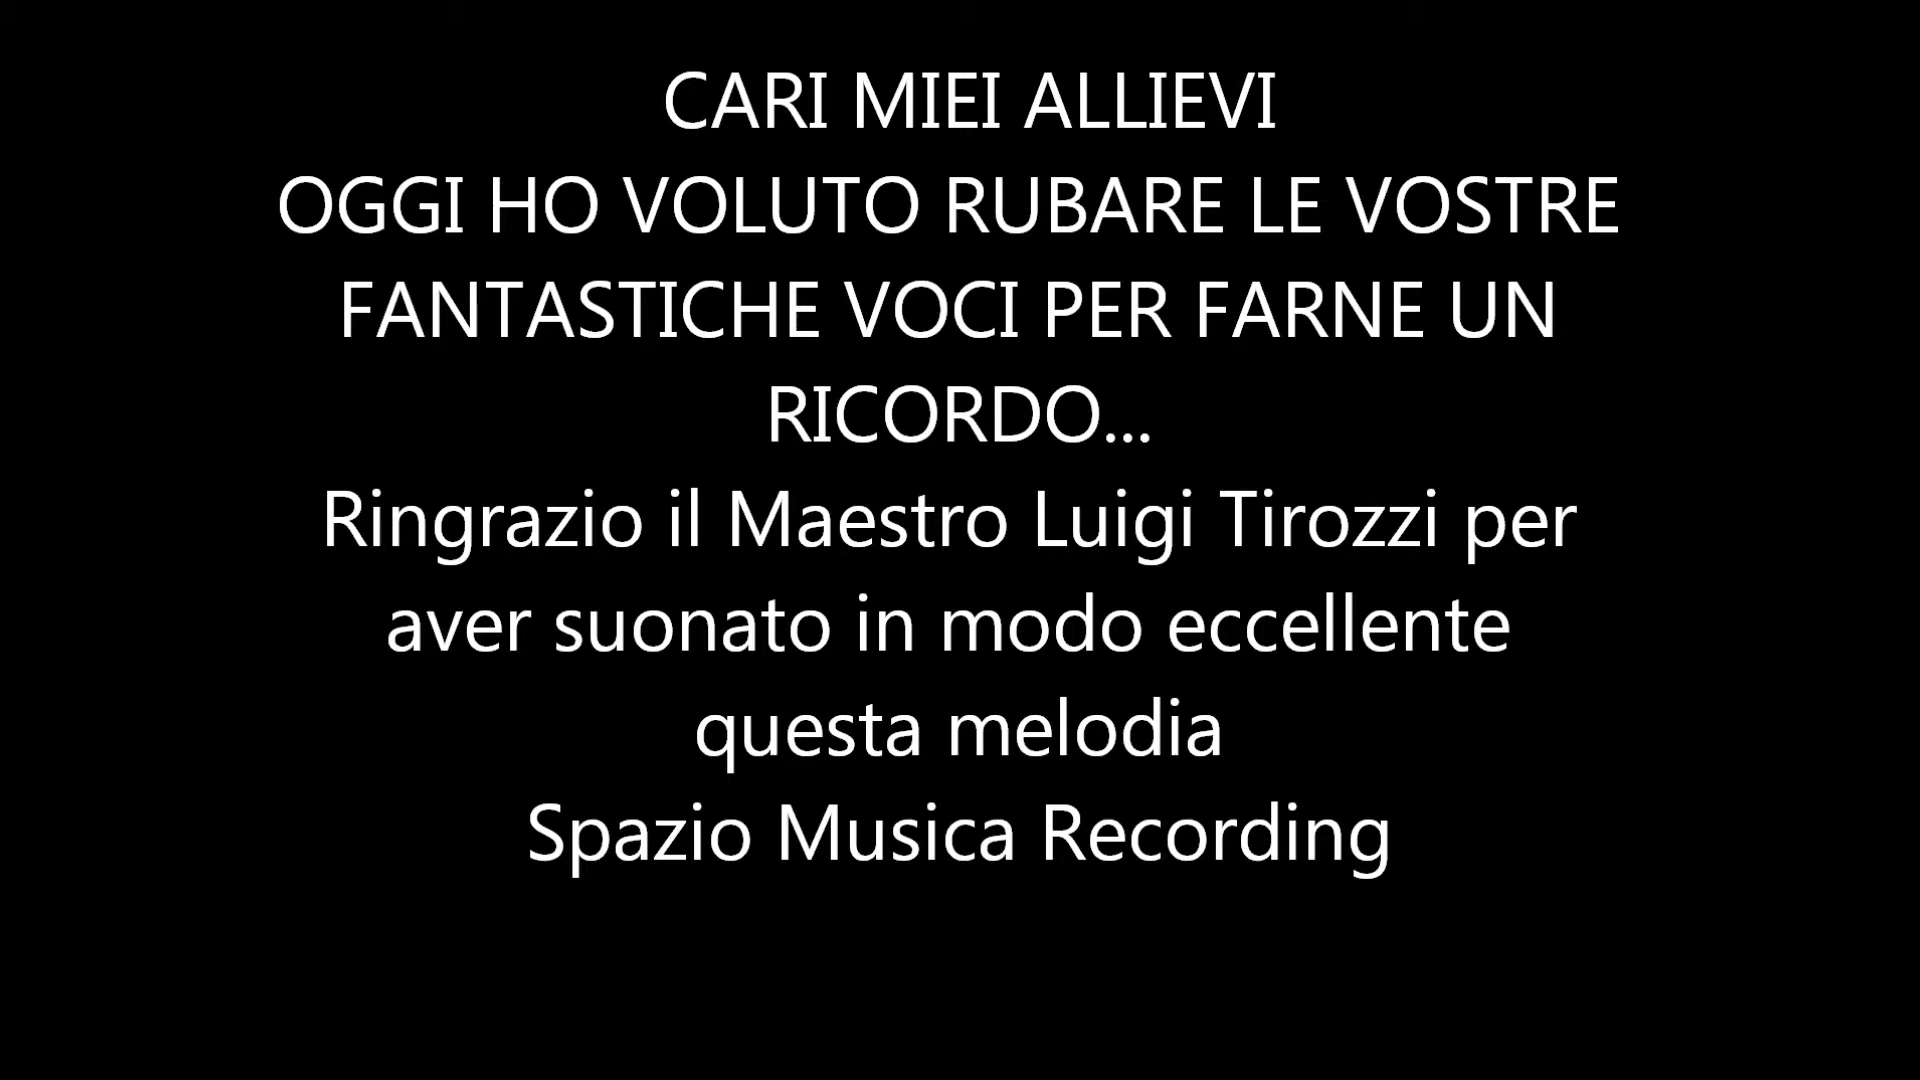 CARI MIEI ALLIEVI
OGGI HO VOLUTO RUBARE LE VOSTRE
FANTASTICHE VOCI PER FARNE UN
RICORDO...
Ringrazio il Maestro Luigi Tirozzi per
aver suonato in modo eccellente
questa melodia
Spazio Musica Recording